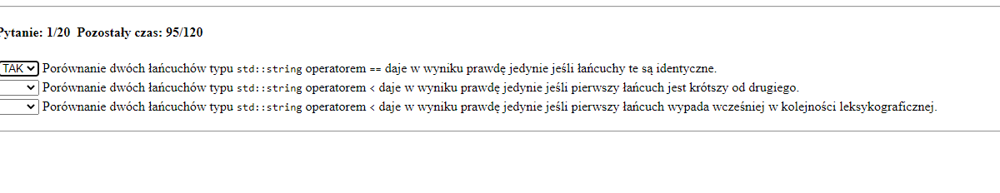 Pytanie: 1/20 Pozostały czas: 95/120
TAK Porównanie dwóch łańcuchów typu std::string operatorem == daje w wyniku prawdę jedynie jeśli łańcuchy te są identyczne.
Porównanie dwóch łańcuchów typu std::string operatorem < daje w wyniku prawdę jedynie jeśli pierwszy łańcuch jest krótszy od drugiego.
Porównanie dwóch łańcuchów typu std::string operatorem < daje w wyniku prawdę jedynie jeśli pierwszy łańcuch wypada wcześniej w kolejności leksykograficznej.